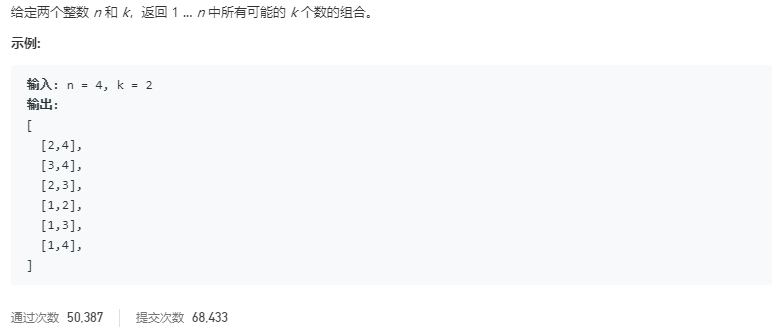 给定两个整数 n 和 k，返回 1 ... n 中所有可能的 k 个数的组合。
示例:
输入: n = 4, k = 2
输出:
[
  [2,4],
  [3,4],
  [2,3],
  [1,2],
  [1,3],
  [1,4],
]
通过次数 50,387 提交次数 68,433